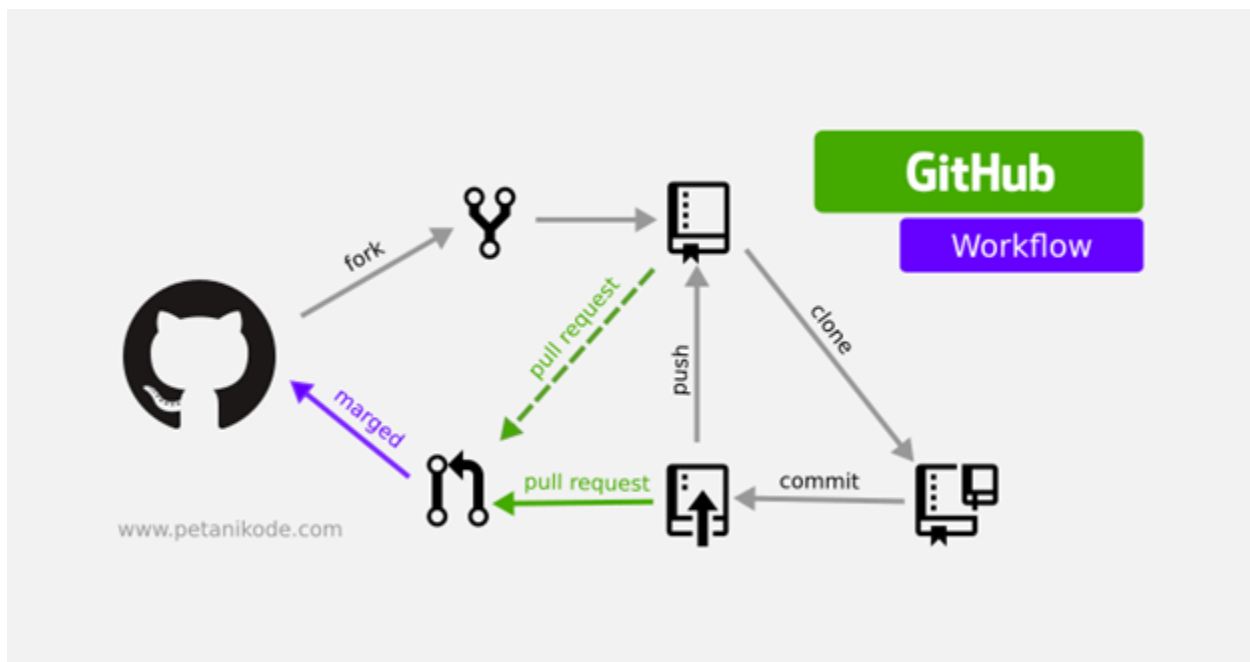 GitHub
Workflow
fork
clone
pull request
push
marged
pull request
commit
www.petanikode.com